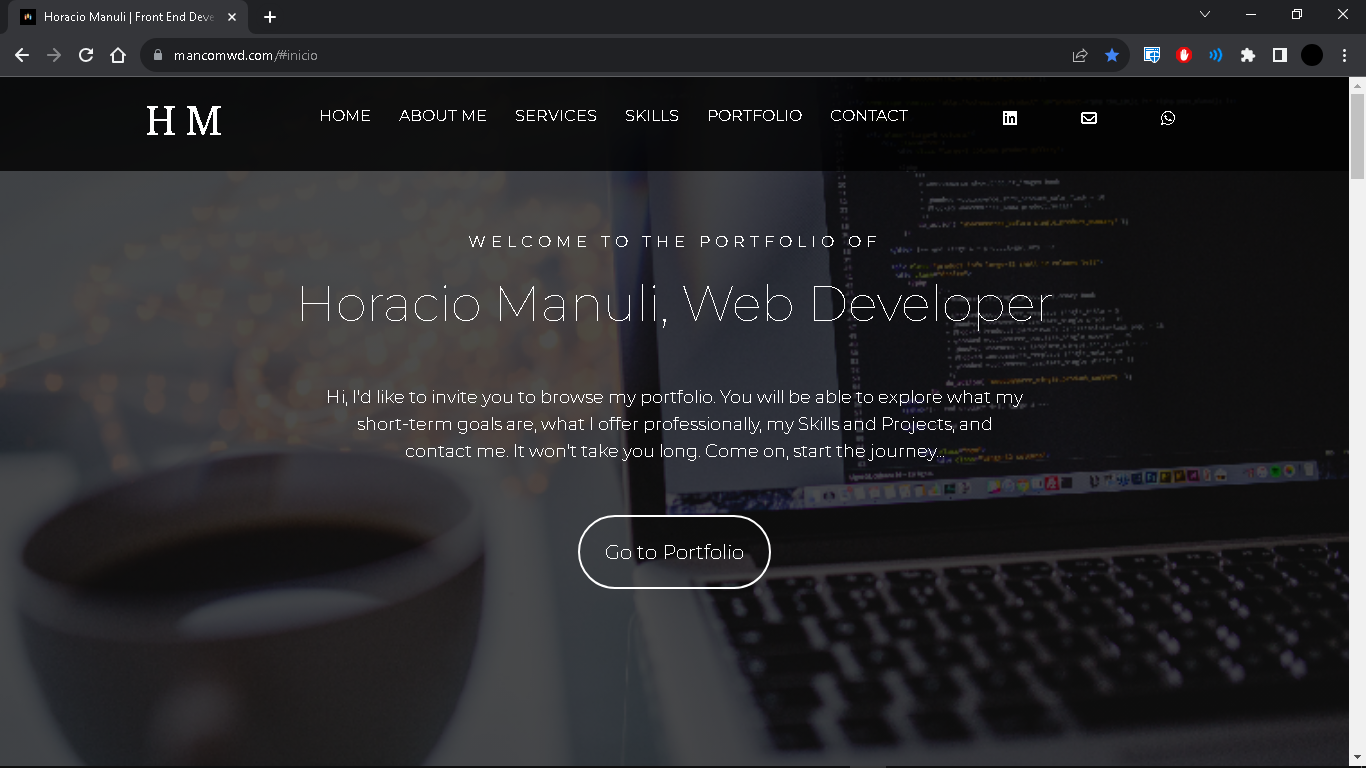 Horacio Manuli | Front End Deve
mancomwd.com/#inicio
H M
HOME ABOUT ME SERVICES SKILLS PORTFOLIO CONTACT
WELCOME TO THE PORTFOLIO OF
Horacio Manuli, Web Developer
Hi, I'd like to invite you to browse my portfolio. You will be able to explore what my
short-term goals are, what I offer professionally, my Skills and Projects, and
contact me. It won't take you long. Come on, start the journey...
Go to Portfolio